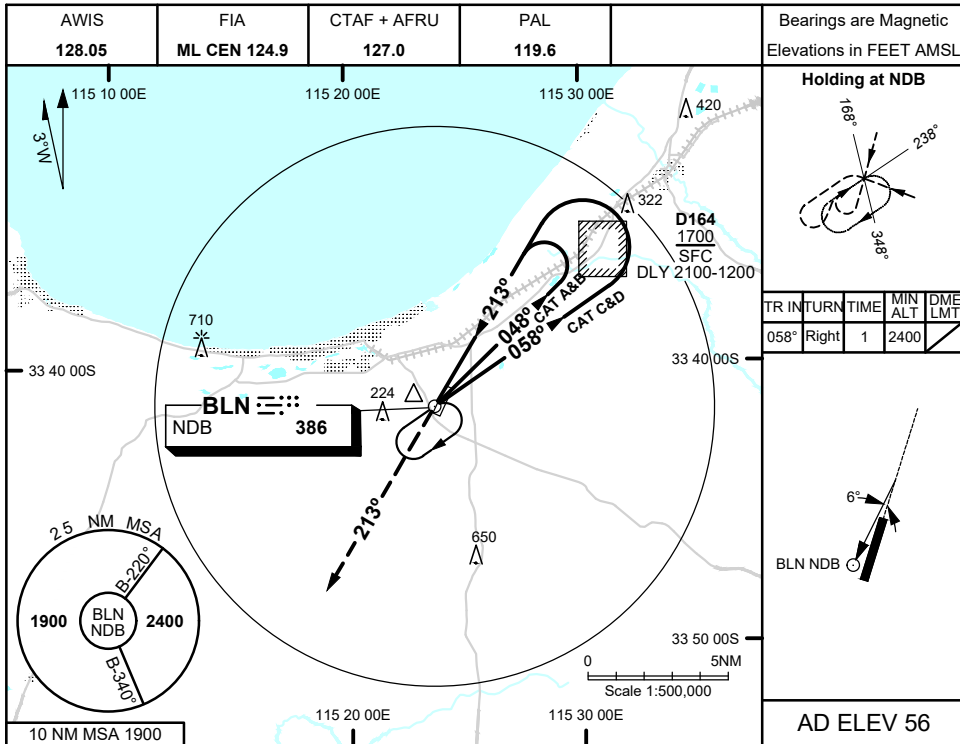 AWIS
128.05
FIA
ML CEN 124.9
CTAF + AFRU
127.0
PAL
119.6
Bearings are Magnetic
Elevations in FEET AMSL
115 10 00E
115 20 00E
115 30 00E
3°W
420
322
D164
1700
SFC
DLY 2100-1200
213°
048° CAT A&B
058° CAT C&D
710
33 40 00S
33 40 00S
BLN
NDB 386
224
213°
650
25 NM MSA
B-220°
1900
BLN
NDB
2400
B-340°
33 50 00S
0 5NM
Scale 1:500,000
10 NM MSA 1900
115 20 00E
115 30 00E
Holding at NDB
168°
238°
348°
TR IN TURN TIME MIN ALT DME LMT
058° Right 1 2400
6°
BLN NDB
AD ELEV 56